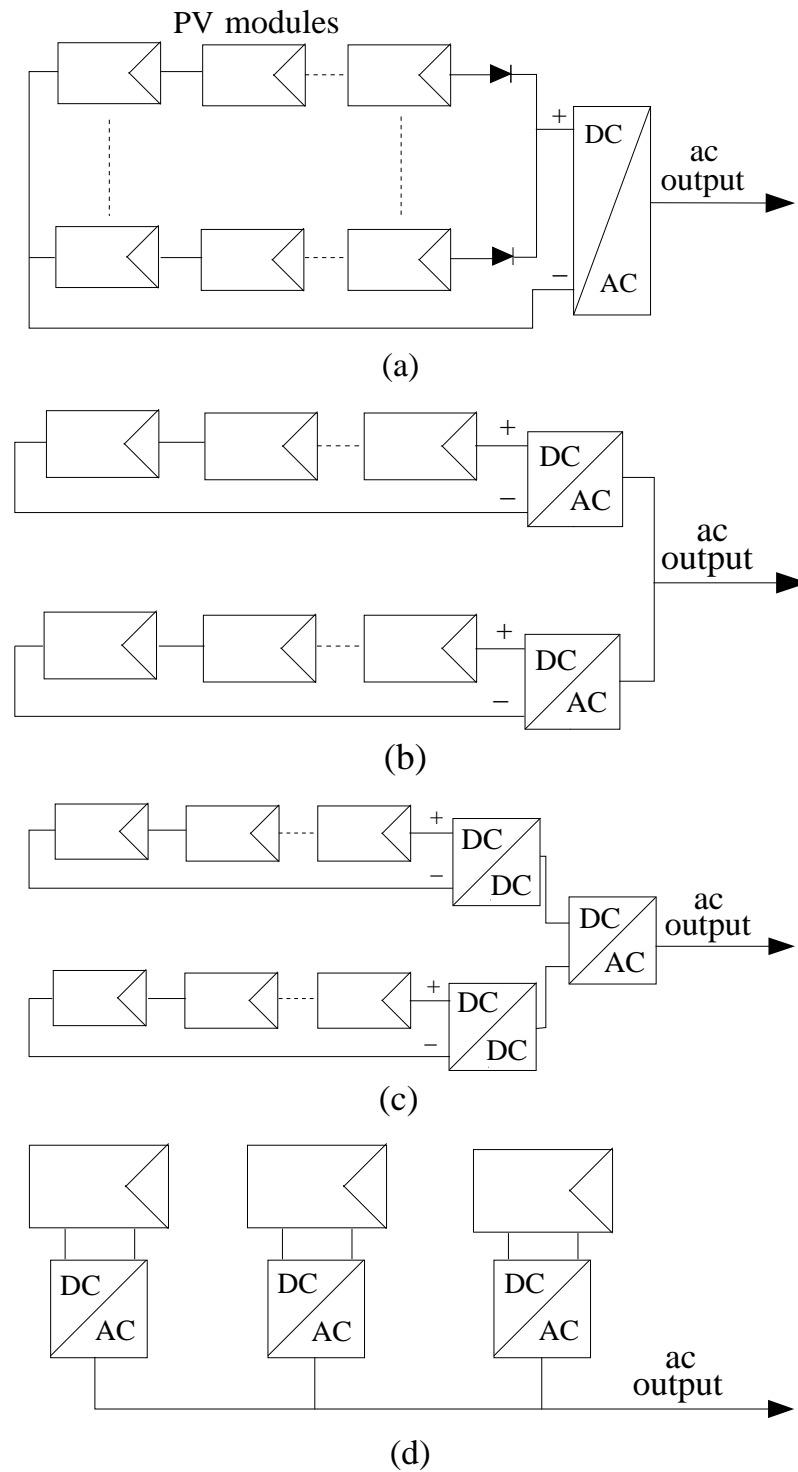 PV modules
+
DC
ac
output
−
AC
(a)
+
DC
−
AC
ac
output
+
DC
−
AC
(b)
+
DC
−
DC
ac
DC
output
AC
+
DC
−
DC
(c)
DC
AC
DC
AC
DC
AC
ac
output
(d)